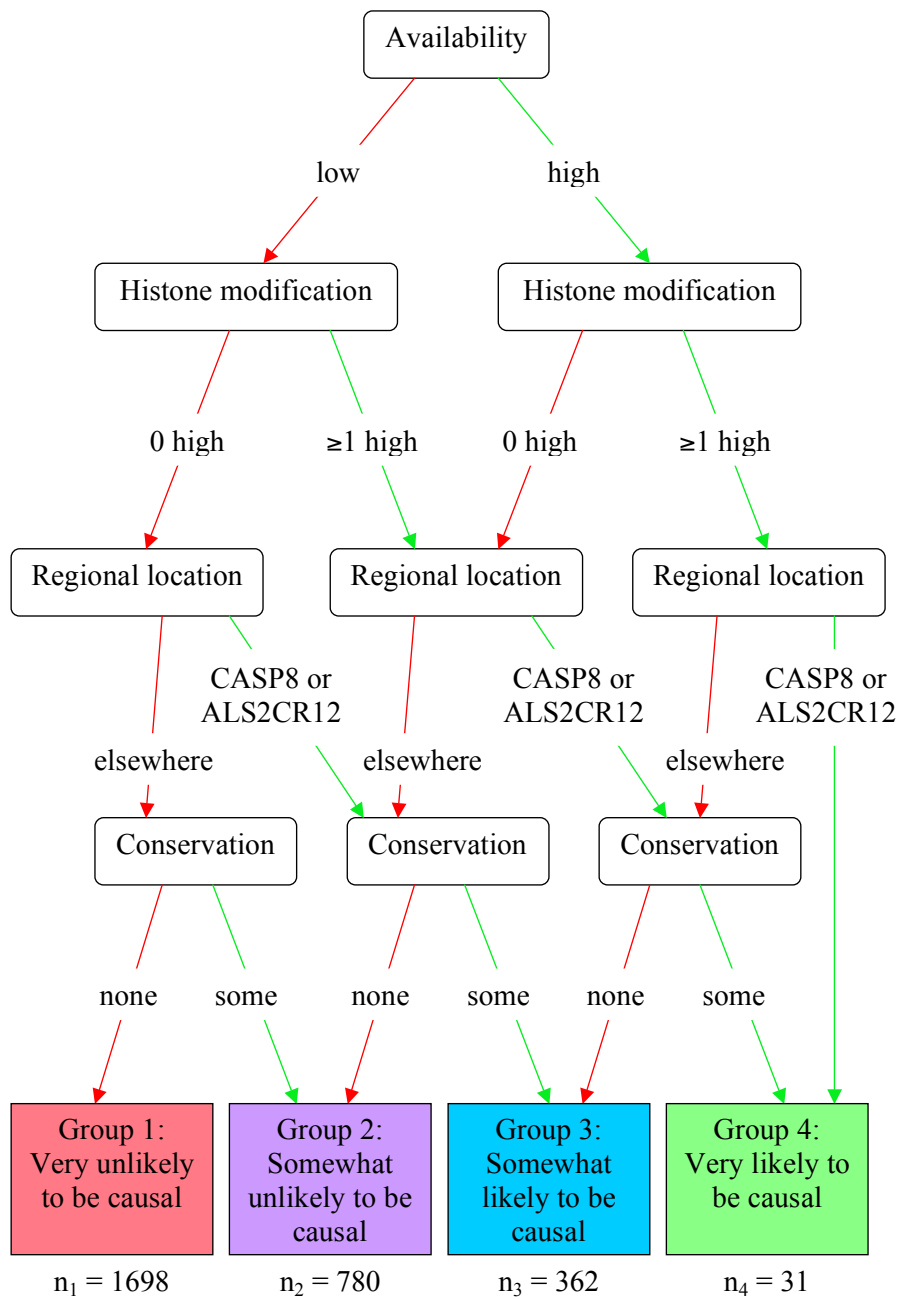 Availability
low
high
Histone modification
Histone modification
0 high
≥1 high
0 high
≥1 high
Regional location
Regional location
Regional location
CASP8 or
ALS2CR12
CASP8 or
ALS2CR12
CASP8 or
ALS2CR12
elsewhere
elsewhere
elsewhere
Conservation
Conservation
Conservation
none
some
none
some
none
some
Group 1:
Very unlikely
to be causal
Group 2:
Somewhat
unlikely to be
causal
Group 3:
Somewhat
likely to be
causal
Group 4:
Very likely to
be causal
n₁ = 1698
n₂ = 780
n₃ = 362
n₄ = 31